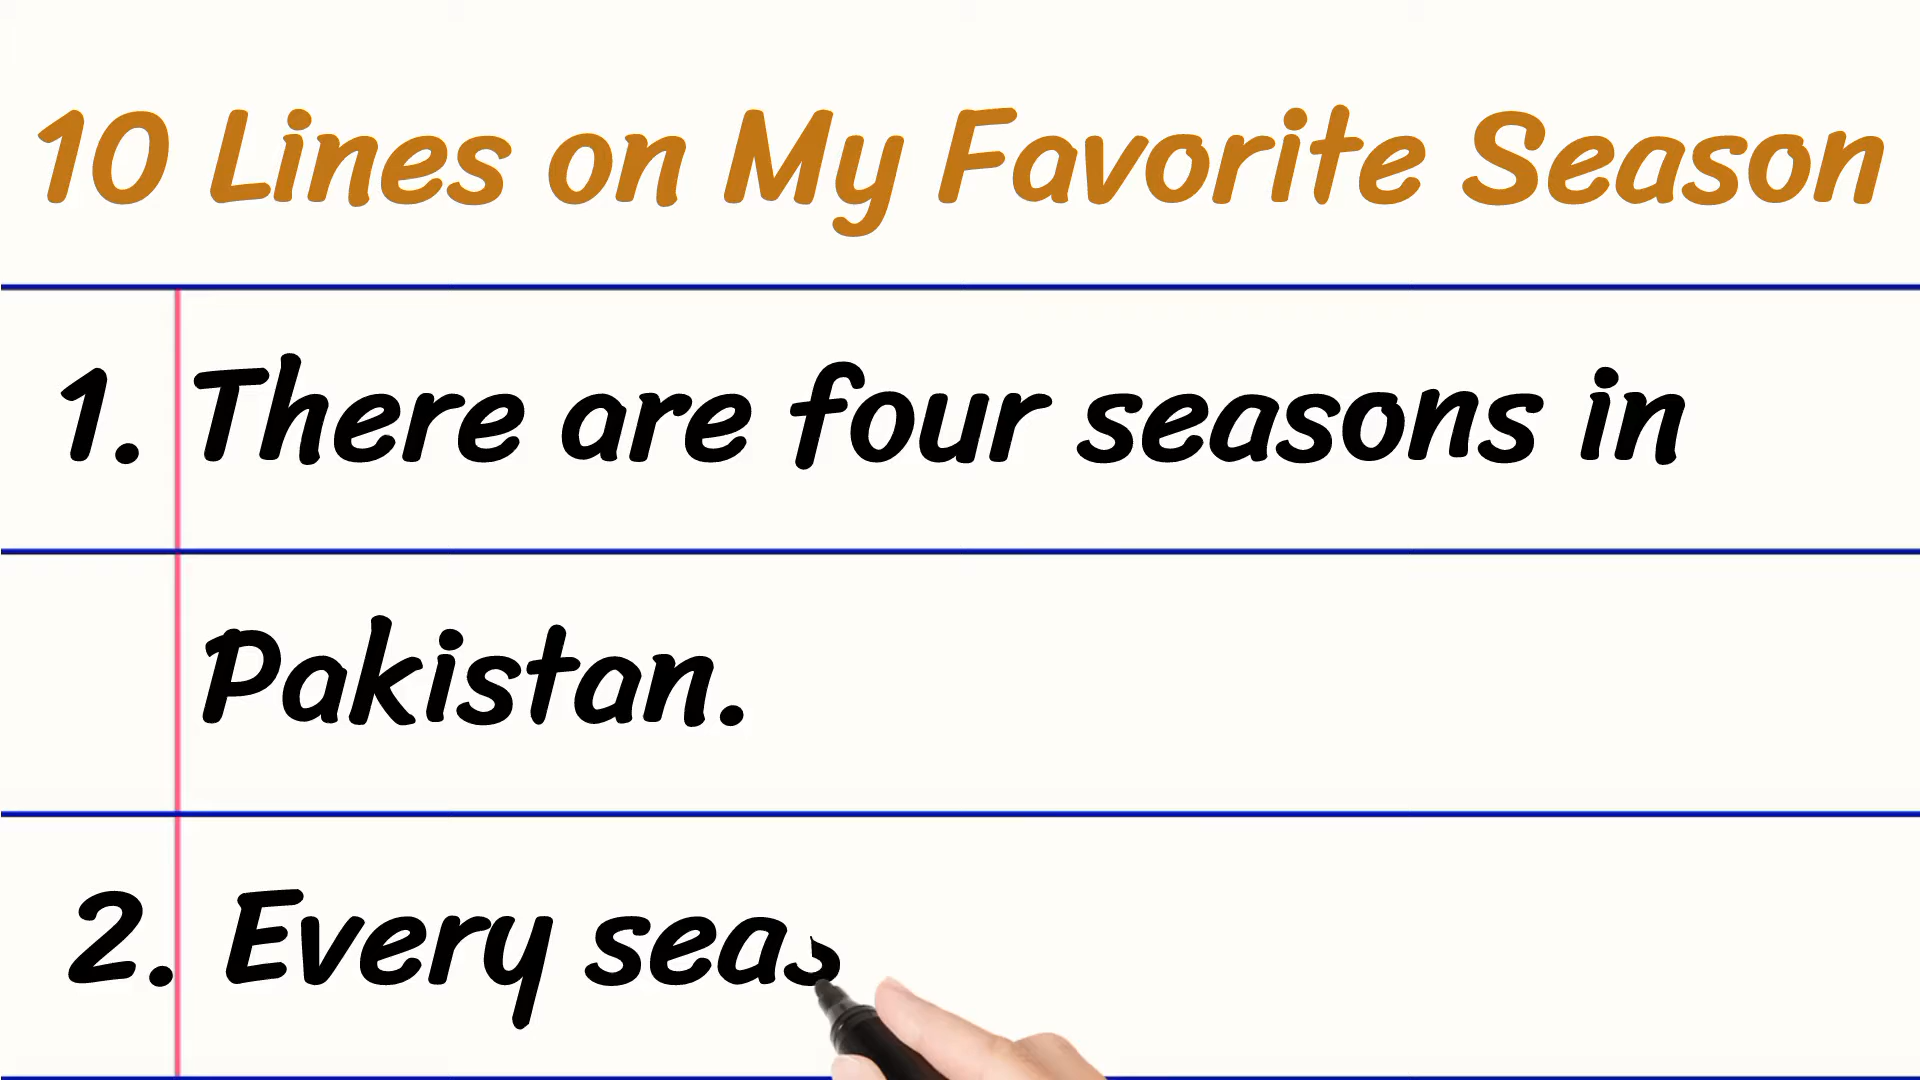 10 Lines on My Favorite Season
1. There are four seasons in
Pakistan.
2. Every seas